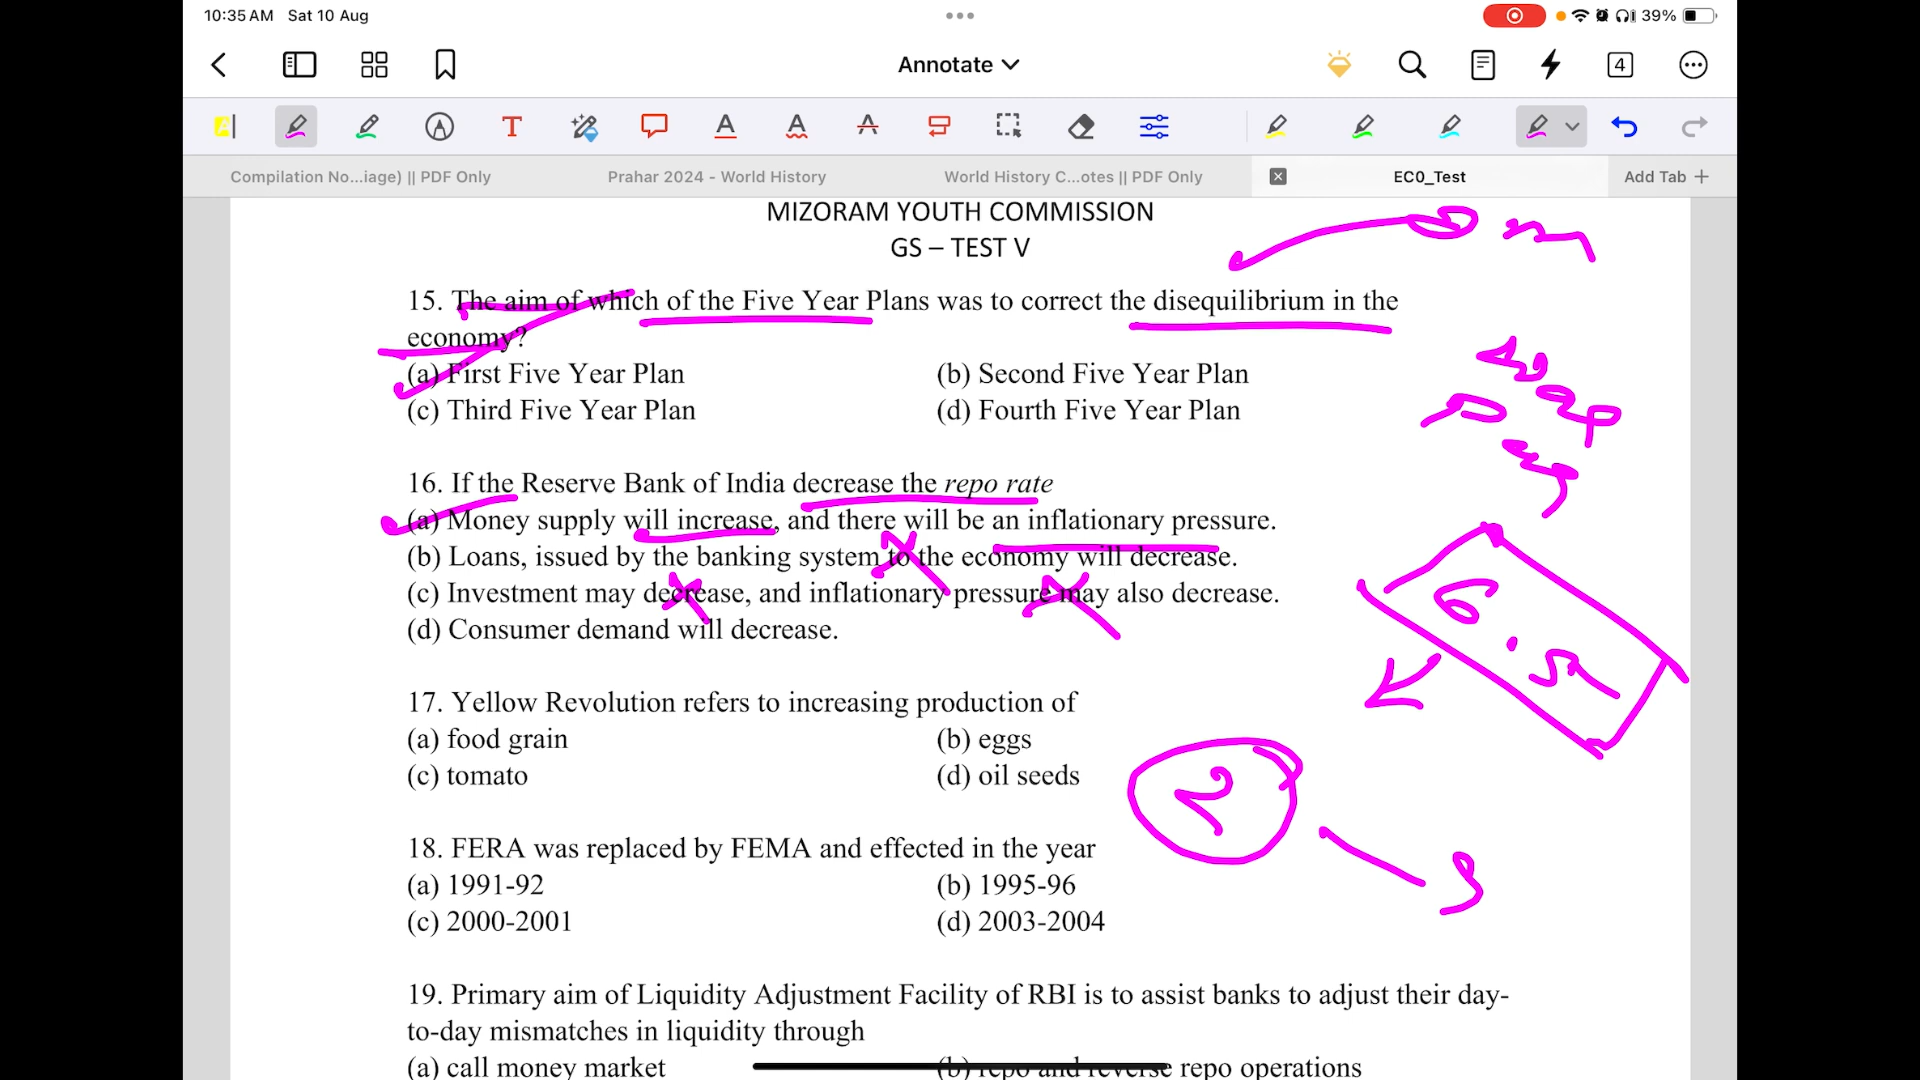 10:35 AM Sat 10 Aug
39%
Annotate
4
Compilation No...iage) || PDF Only
Prahar 2024 - World History
World History C...otes || PDF Only
EC0_Test
Add Tab +
MIZORAM YOUTH COMMISSION
GS – TEST V
15. The aim of which of the Five Year Plans was to correct the disequilibrium in the
economy?
(a) First Five Year Plan (b) Second Five Year Plan
(c) Third Five Year Plan (d) Fourth Five Year Plan
16. If the Reserve Bank of India decrease the repo rate
(a) Money supply will increase, and there will be an inflationary pressure.
(b) Loans, issued by the banking system to the economy will decrease.
(c) Investment may decrease, and inflationary pressure may also decrease.
(d) Consumer demand will decrease.
6.5
17. Yellow Revolution refers to increasing production of
(a) food grain (b) eggs
(c) tomato (d) oil seeds
18. FERA was replaced by FEMA and effected in the year
(a) 1991-92 (b) 1995-96
(c) 2000-2001 (d) 2003-2004
19. Primary aim of Liquidity Adjustment Facility of RBI is to assist banks to adjust their day-
to-day mismatches in liquidity through
(a) call money market (b) repo and reverse repo operations